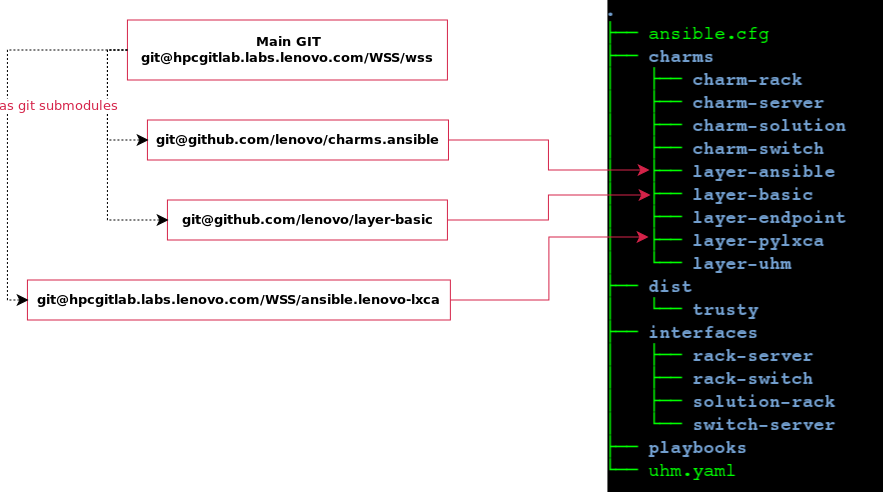 Main GIT
git@hpcgitlab.labs.lenovo.com/WSS/wss
as git submodules
git@github.com/lenovo/charms.ansible
git@github.com/lenovo/layer-basic
git@hpcgitlab.labs.lenovo.com/WSS/ansible.lenovo-lxca
.
ansible.cfg
charms
charm-rack
charm-server
charm-solution
charm-switch
layer-ansible
layer-basic
layer-endpoint
layer-pylxca
layer-uhm
dist
trusty
interfaces
rack-server
rack-switch
solution-rack
switch-server
playbooks
uhm.yaml